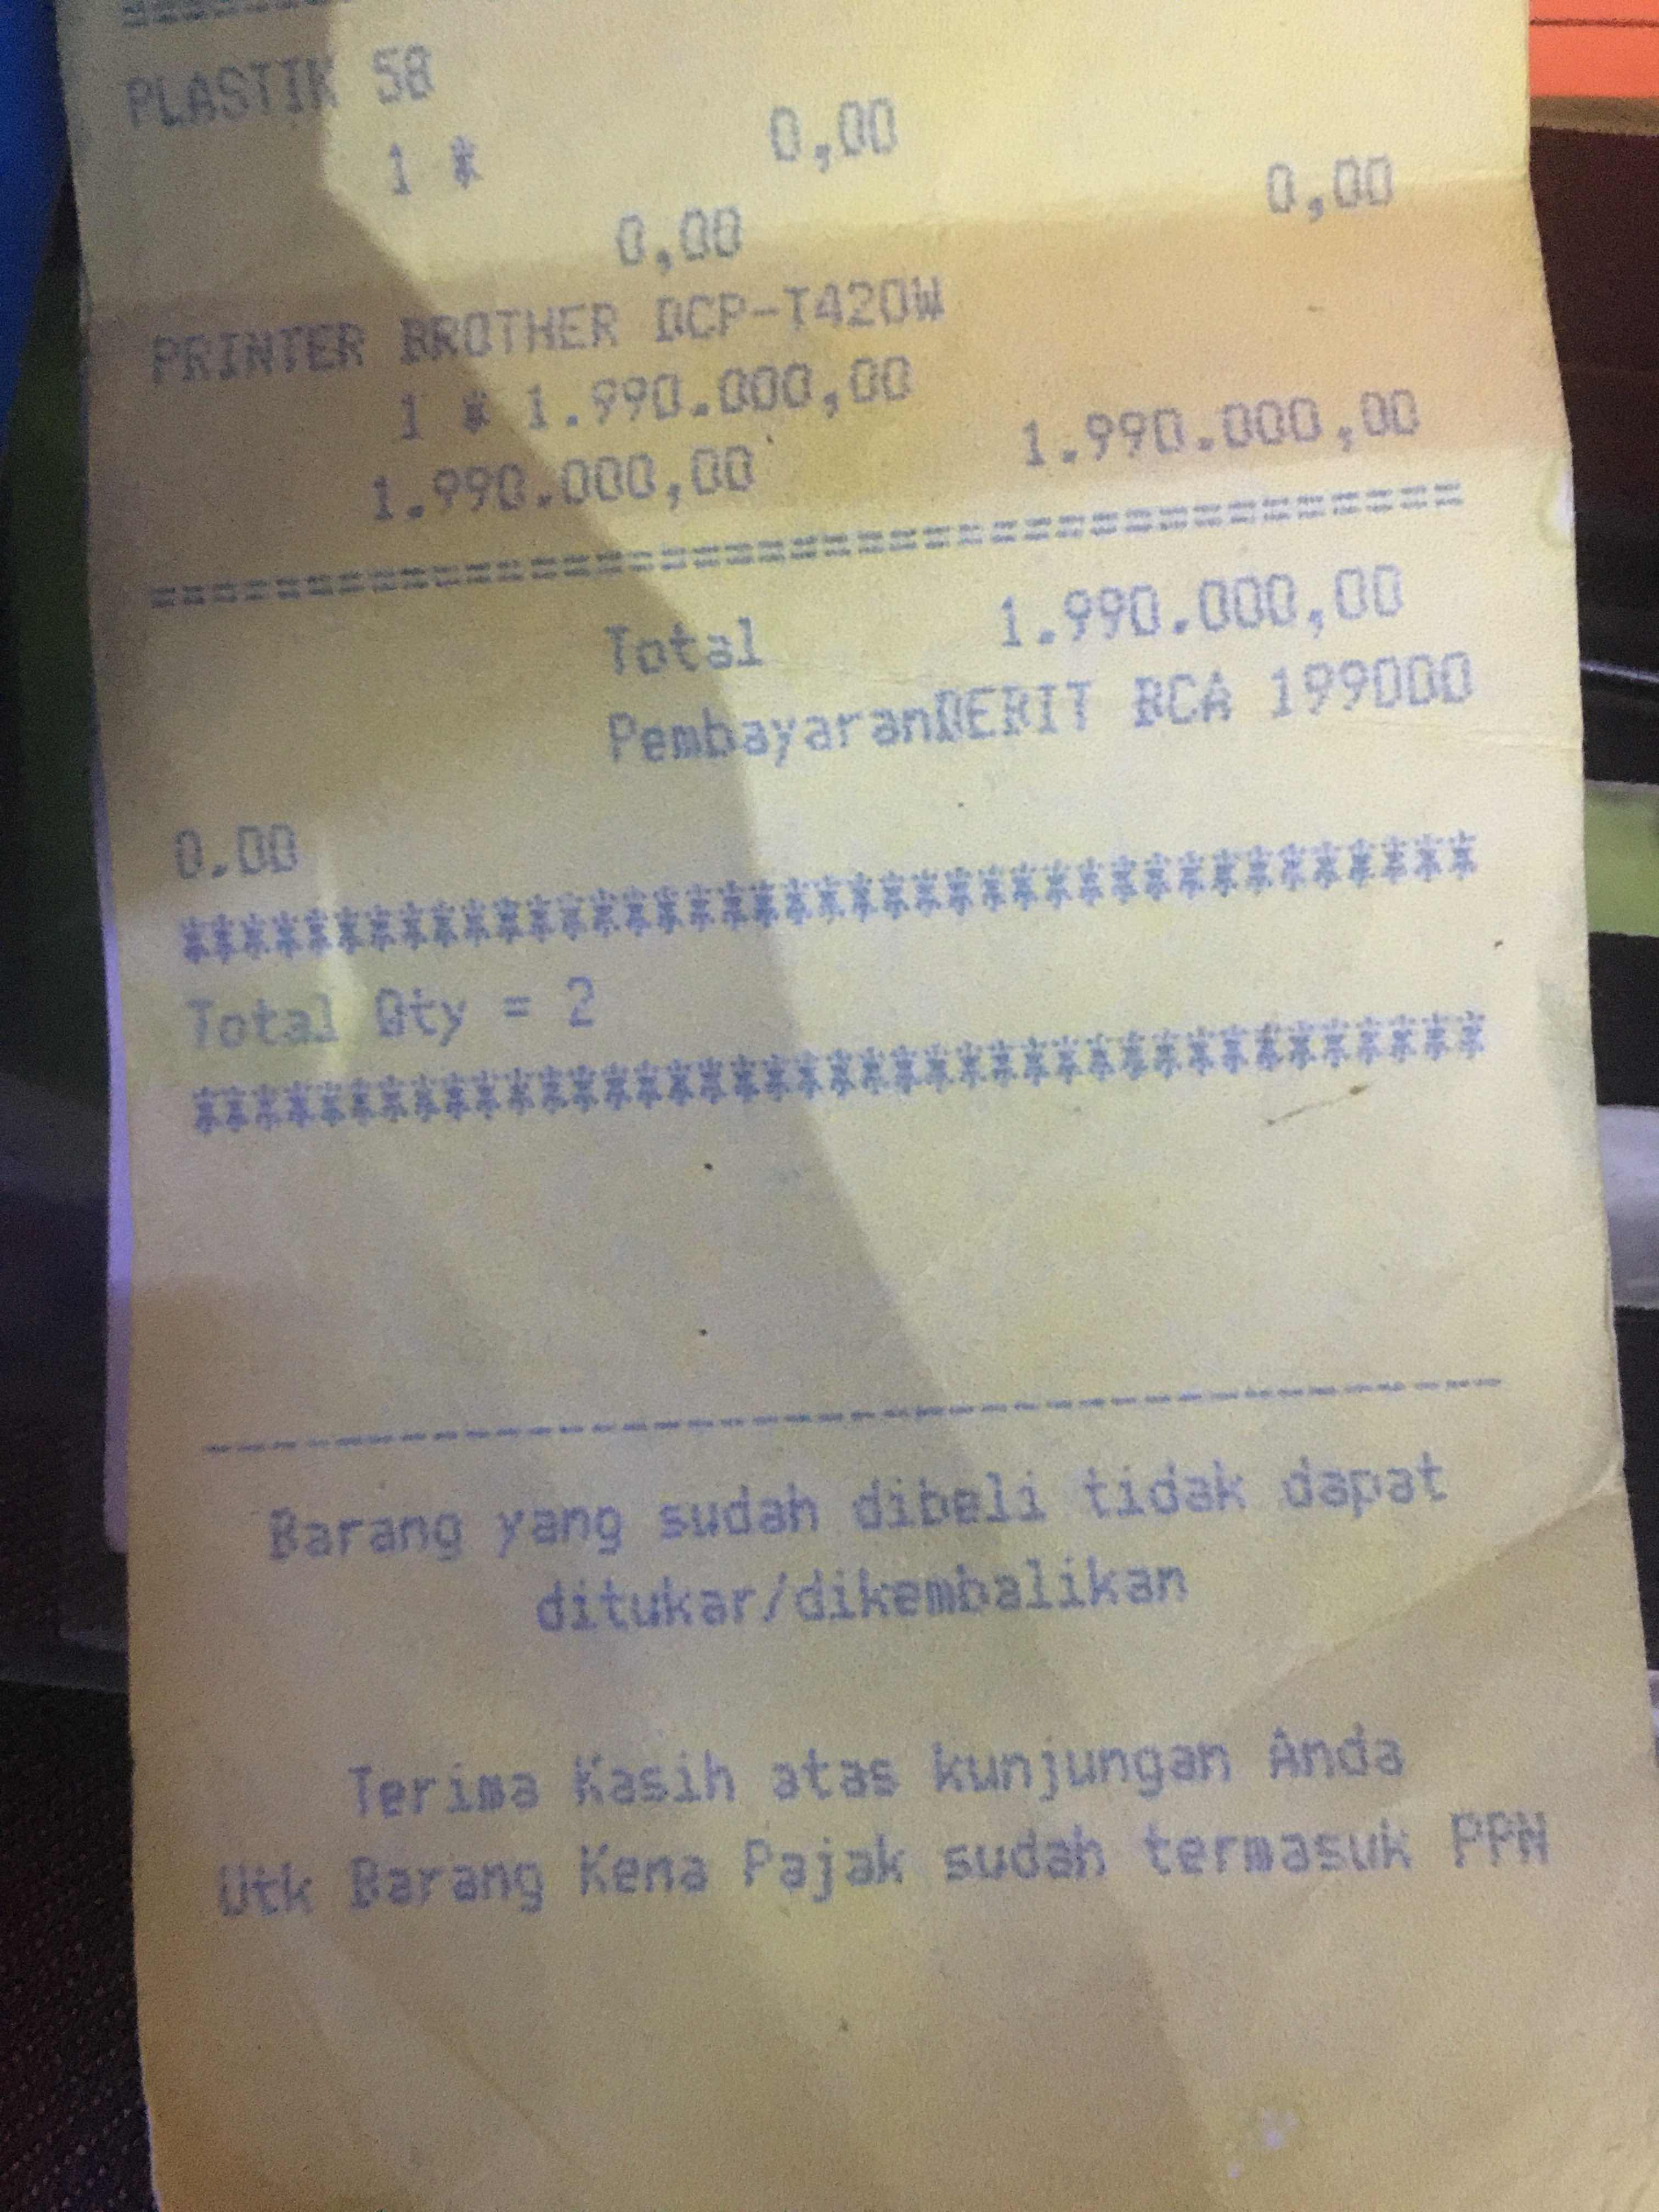 ===========
PLASTIK 58
1 * 0,00
0,00 0,00
PRINTER BROTHER DCP-T420W
1 * 1.990.000,00
1.990.000,00 1.990.000,00
=========================================
Total 1.990.000,00
PembayaranDEBIT BCA 199000
0.00
****************************************
Total Qty = 2
****************************************
----------------------------------------
Barang yang sudah dibeli tidak dapat
ditukar/dikembalikan
Terima Kasih atas kunjungan Anda
Utk Barang Kena Pajak sudah termasuk PPN